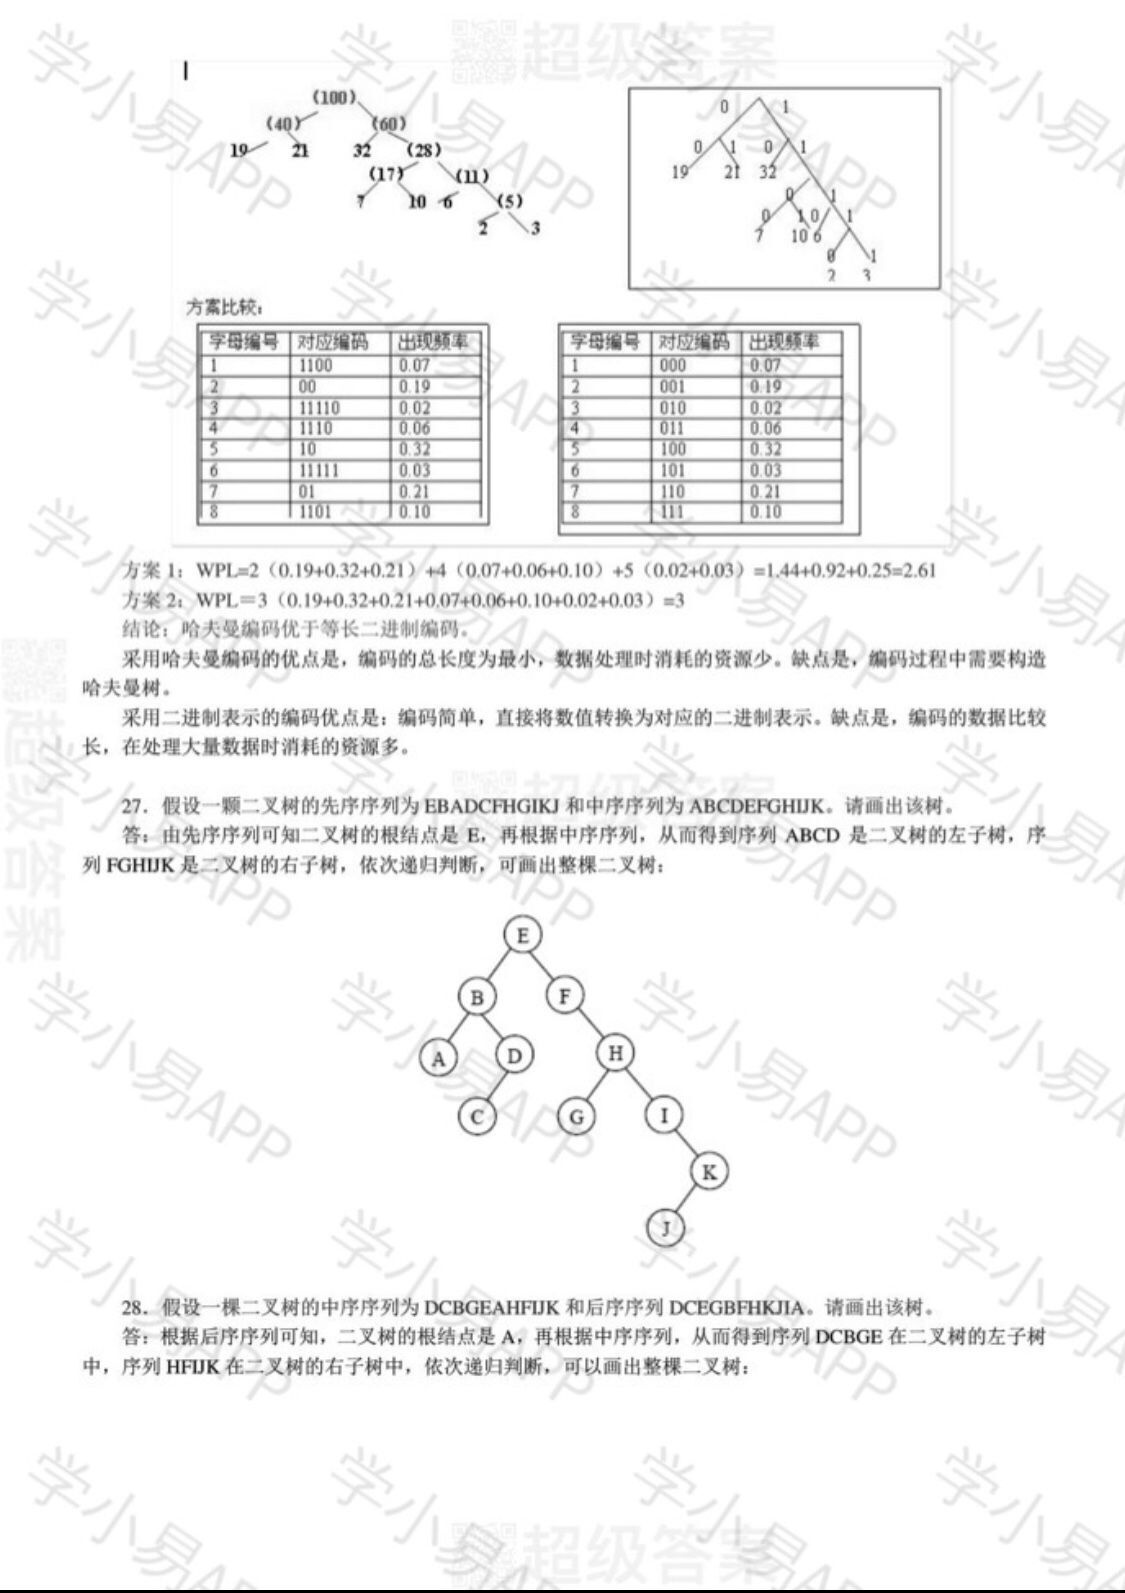 (100)
(40) (60)
19 21 32 (28)
(17) (11)
7 10 6 (5)
2 3
0 1
0 1 0 1
19 21 32
0 1
0 1 0 1
7 10 6
0 1
2 3
方案比较：
字母编号 对应编码 出现频率
1 1100 0.07
2 00 0.19
3 11110 0.02
4 1110 0.06
5 10 0.32
6 11111 0.03
7 01 0.21
8 1101 0.10
字母编号 对应编码 出现频率
1 000 0.07
2 001 0.19
3 010 0.02
4 011 0.06
5 100 0.32
6 101 0.03
7 110 0.21
8 111 0.10
方案 1：WPL=2（0.19+0.32+0.21）+4（0.07+0.06+0.10）+5（0.02+0.03）=1.44+0.92+0.25=2.61
方案 2：WPL＝3（0.19+0.32+0.21+0.07+0.06+0.10+0.02+0.03）=3
结论：哈夫曼编码优于等长二进制编码。
采用哈夫曼编码的优点是，编码的总长度为最小，数据处理时消耗的资源少。缺点是，编码过程中需要构造
哈夫曼树。
采用二进制表示的编码优点是：编码简单，直接将数值转换为对应的二进制表示。缺点是，编码的数据比较
长，在处理大量数据时消耗的资源多。
27．假设一颗二叉树的先序序列为 EBADCFHGIKJ 和中序序列为 ABCDEFGHIJK。请画出该树。
答：由先序序列可知二叉树的根结点是 E，再根据中序序列，从而得到序列 ABCD 是二叉树的左子树，序
列 FGHIJK 是二叉树的右子树，依次递归判断，可画出整棵二叉树：
E
B F
A D H
C G I
K
J
28．假设一棵二叉树的中序序列为 DCBGEAHFIJK 和后序序列 DCEGBFHKJIA。请画出该树。
答：根据后序序列可知，二叉树的根结点是 A，再根据中序序列，从而得到序列 DCBGE 在二叉树的左子树
中，序列 HFIJK 在二叉树的右子树中，依次递归判断，可以画出整棵二叉树：
学小易APP
超级答案